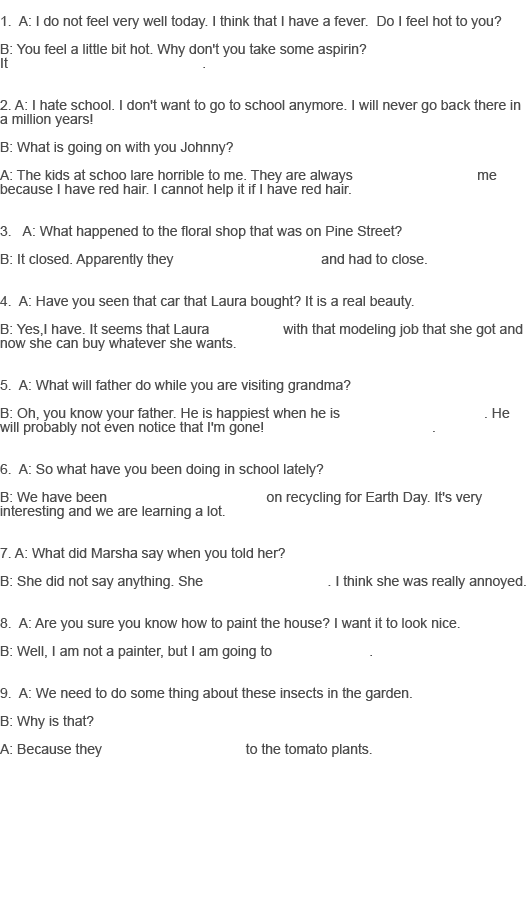 1. A: I do not feel very well today. I think that I have a fever. Do I feel hot to you?
B: You feel a little bit hot. Why don't you take some aspirin?
It .
2. A: I hate school. I don't want to go to school anymore. I will never go back there in
a million years!
B: What is going on with you Johnny?
A: The kids at schoo lare horrible to me. They are always me
because I have red hair. I cannot help it if I have red hair.
3. A: What happened to the floral shop that was on Pine Street?
B: It closed. Apparently they and had to close.
4. A: Have you seen that car that Laura bought? It is a real beauty.
B: Yes,I have. It seems that Laura with that modeling job that she got and
now she can buy whatever she wants.
5. A: What will father do while you are visiting grandma?
B: Oh, you know your father. He is happiest when he is . He
will probably not even notice that I'm gone! .
6. A: So what have you been doing in school lately?
B: We have been on recycling for Earth Day. It's very
interesting and we are learning a lot.
7. A: What did Marsha say when you told her?
B: She did not say anything. She . I think she was really annoyed.
8. A: Are you sure you know how to paint the house? I want it to look nice.
B: Well, I am not a painter, but I am going to .
9. A: We need to do some thing about these insects in the garden.
B: Why is that?
A: Because they to the tomato plants.